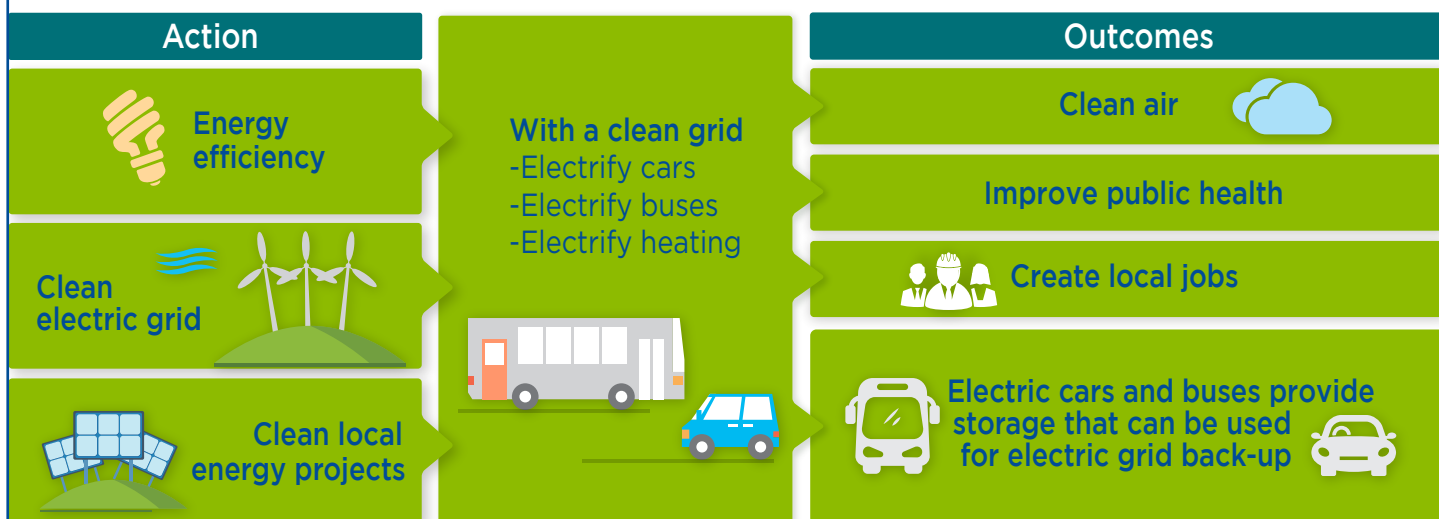 Action
Energy
efficiency
Clean
electric grid
Clean local
energy projects
With a clean grid
-Electrify cars
-Electrify buses
-Electrify heating
Outcomes
Clean air
Improve public health
Create local jobs
Electric cars and buses provide
storage that can be used
for electric grid back-up